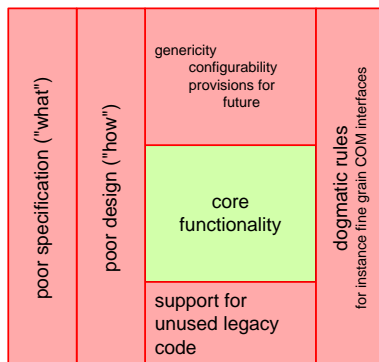 poor specification ("what")
poor design ("how")
genericity
configurability
provisions for
future
core
functionality
support for
unused legacy
code
dogmatic rules
for instance fine grain COM interfaces